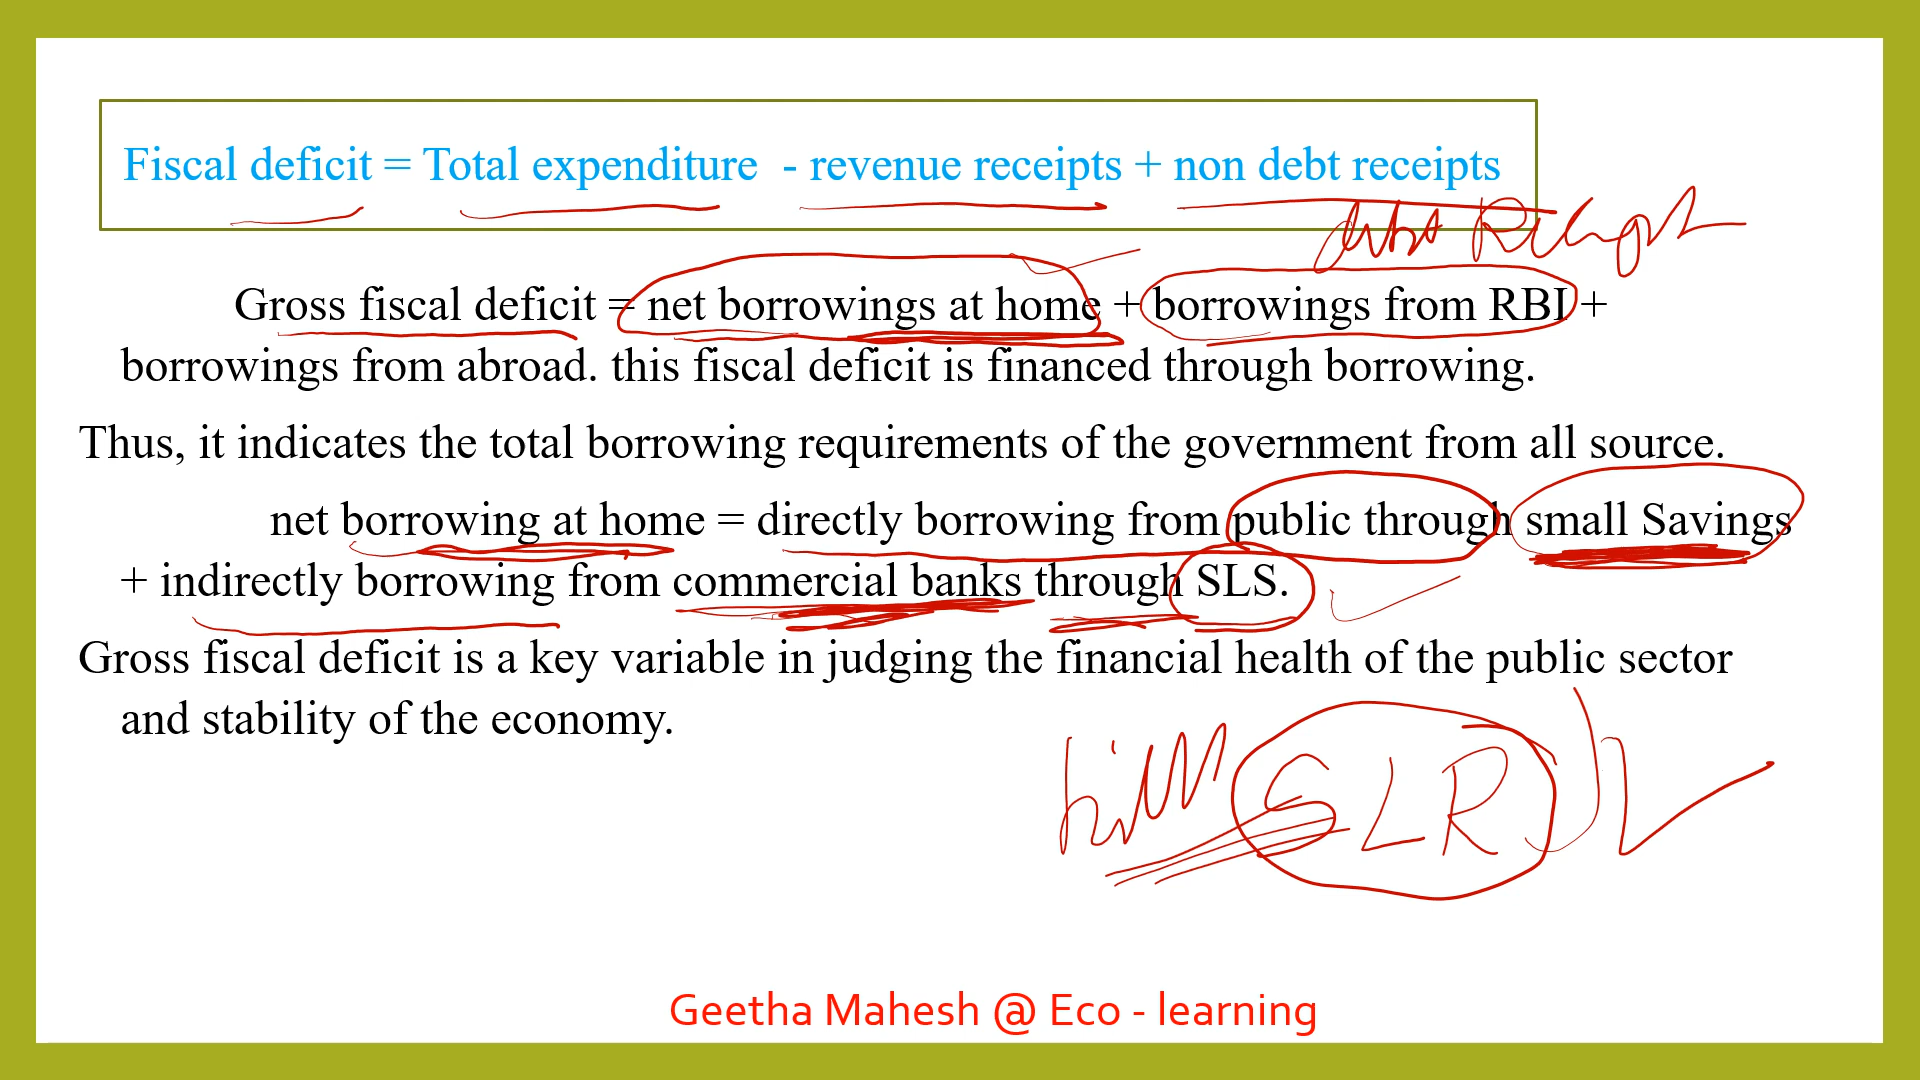 Fiscal deficit = Total expenditure - revenue receipts + non debt receipts
debt Receipt
Gross fiscal deficit = net borrowings at home + borrowings from RBI +
borrowings from abroad. this fiscal deficit is financed through borrowing.
Thus, it indicates the total borrowing requirements of the government from all source.
net borrowing at home = directly borrowing from public through small Savings
+ indirectly borrowing from commercial banks through SLS.
Gross fiscal deficit is a key variable in judging the financial health of the public sector
and stability of the economy.
SLR
Geetha Mahesh @ Eco - learning